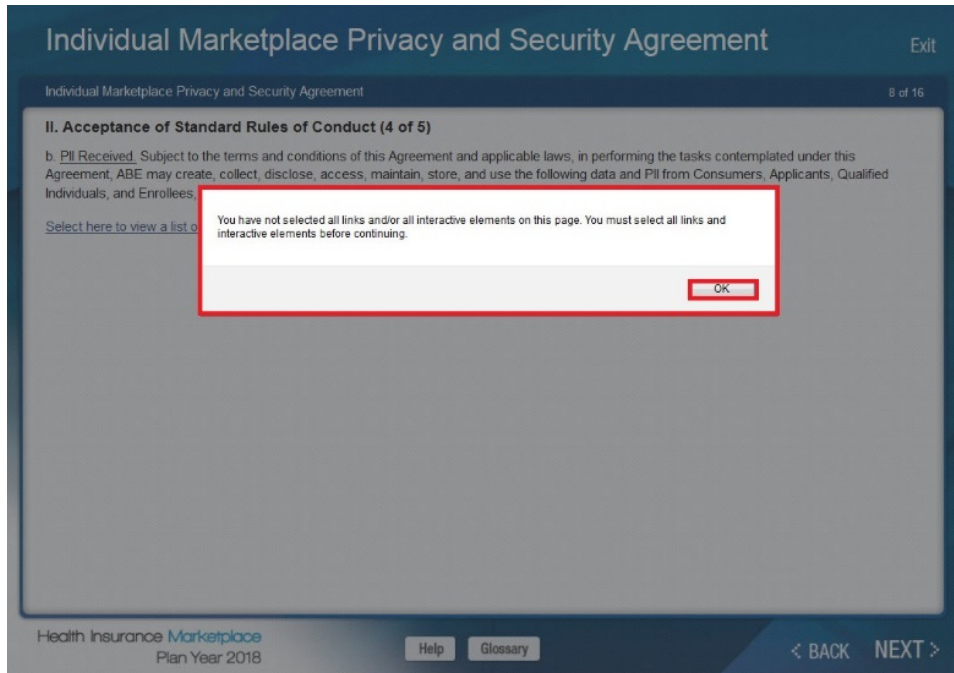 Individual Marketplace Privacy and Security Agreement
Exit
Individual Marketplace Privacy and Security Agreement
8 of 16
II. Acceptance of Standard Rules of Conduct (4 of 5)
b. PII Received. Subject to the terms and conditions of this Agreement and applicable laws, in performing the tasks contemplated under this
Agreement, ABE may create, collect, disclose, access, maintain, store, and use the following data and PII from Consumers, Applicants, Qualified
Individuals, and Enrollees,
Select here to view a list o
You have not selected all links and/or all interactive elements on this page. You must select all links and
interactive elements before continuing.
OK
Health Insurance Marketplace
Plan Year 2018
Help
Glossary
< BACK
NEXT >